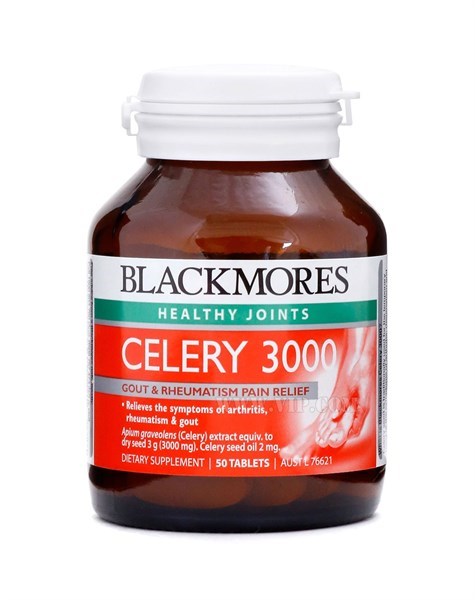 BLACKMORES
HEALTHY JOINTS
CELERY 3000
GOUT & RHEUMATISM PAIN RELIEF
• Relieves the symptoms of arthritis,
rheumatism & gout
Apium graveolens (Celery) extract equiv. to
dry seed 3 g (3000 mg). Celery seed oil 2 mg.
DIETARY SUPPLEMENT | 50 TABLETS | AUST L 76621